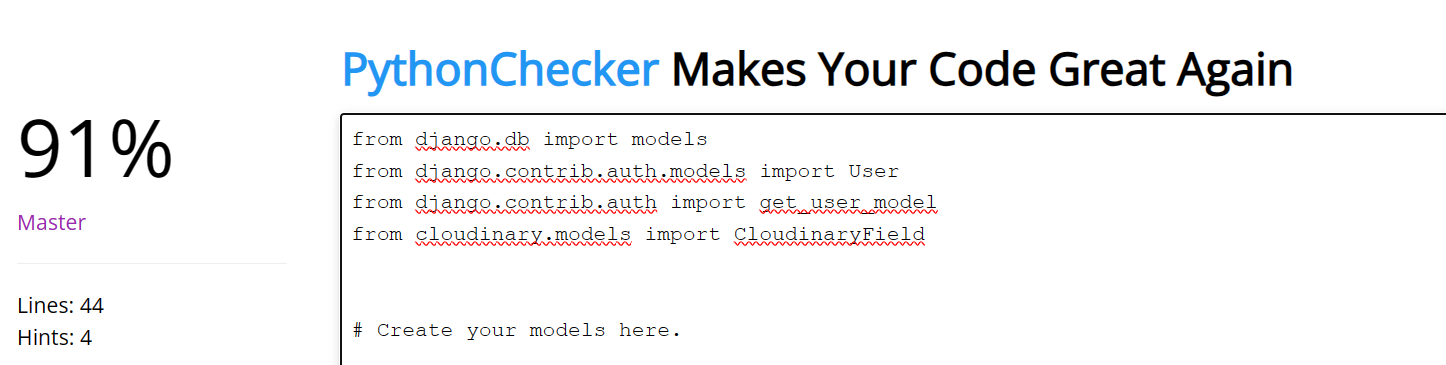 PythonChecker Makes Your Code Great Again
91%
Master
Lines: 44
Hints: 4
from django.db import models
from django.contrib.auth.models import User
from django.contrib.auth import get_user_model
from cloudinary.models import CloudinaryField
# Create your models here.